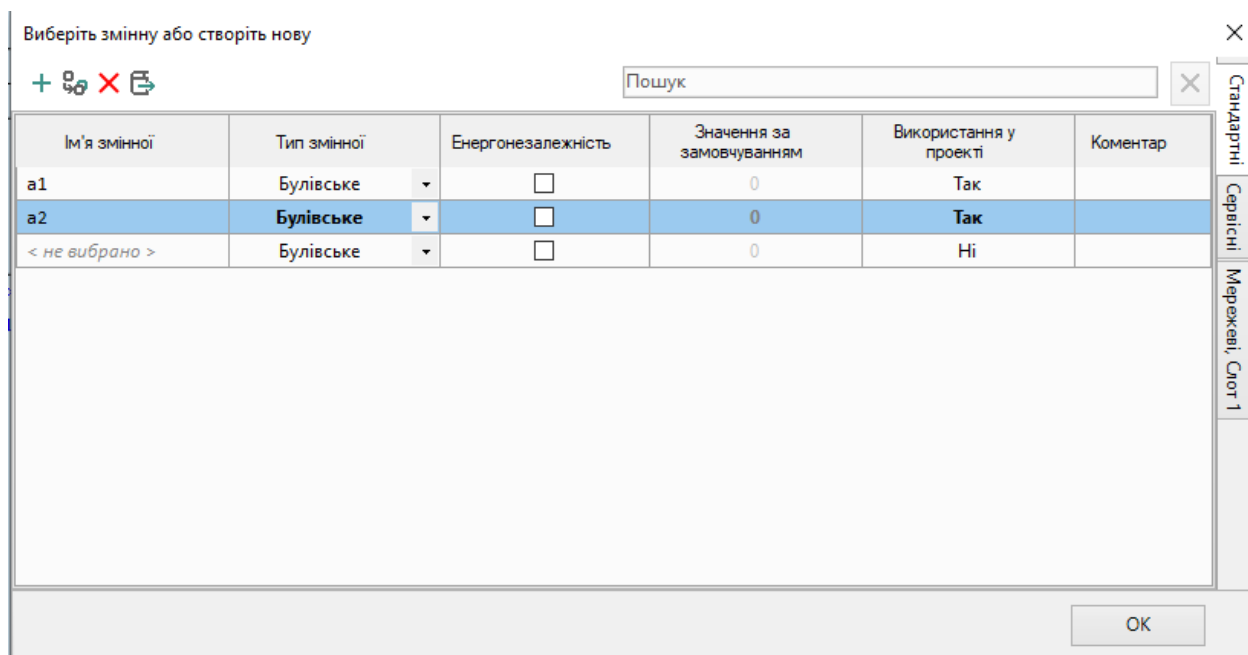 Виберіть змінну або створіть нову
Пошук
Ім'я змінної Тип змінної Енергонезалежність Значення за замовчуванням Використання у проекті Коментар
a1 Булівське 0 Так
a2 Булівське 0 Так
< не вибрано > Булівське 0 Ні
Стандартні
Сервісні
Мережеві, Слот 1
OK